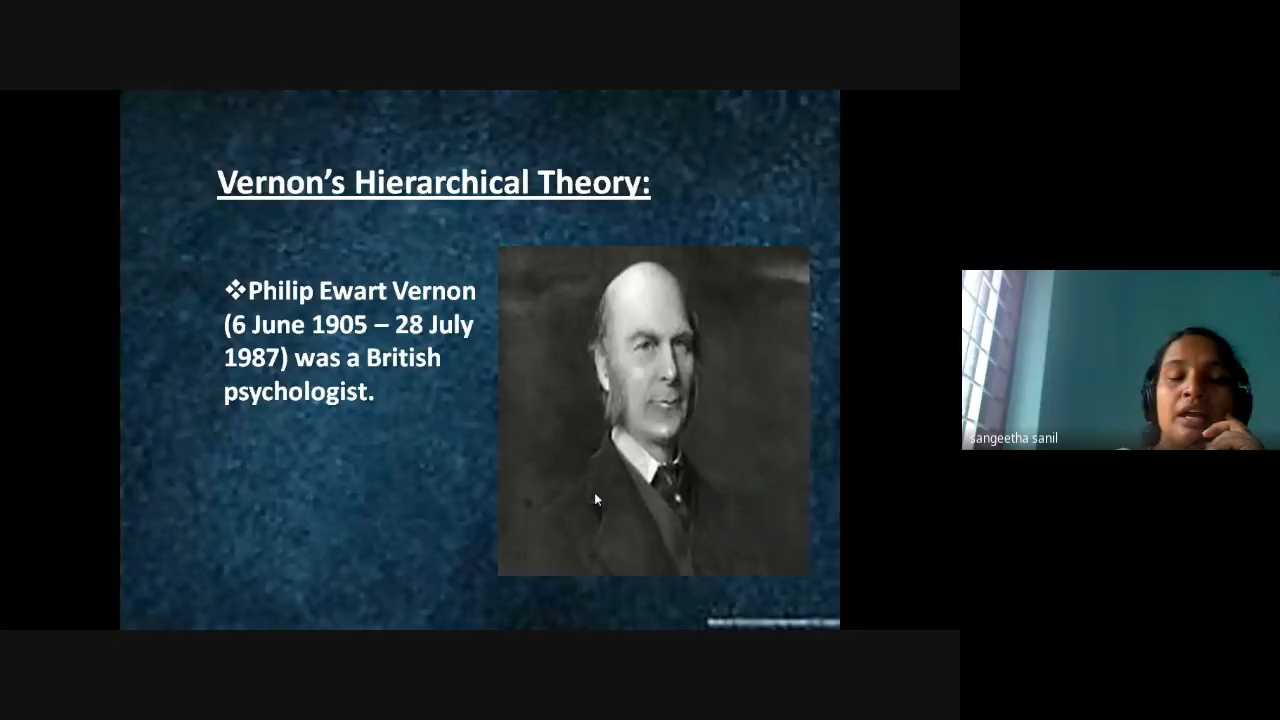 Vernon’s Hierarchical Theory:
❖Philip Ewart Vernon
(6 June 1905 – 28 July
1987) was a British
psychologist.
sangeetha sanil